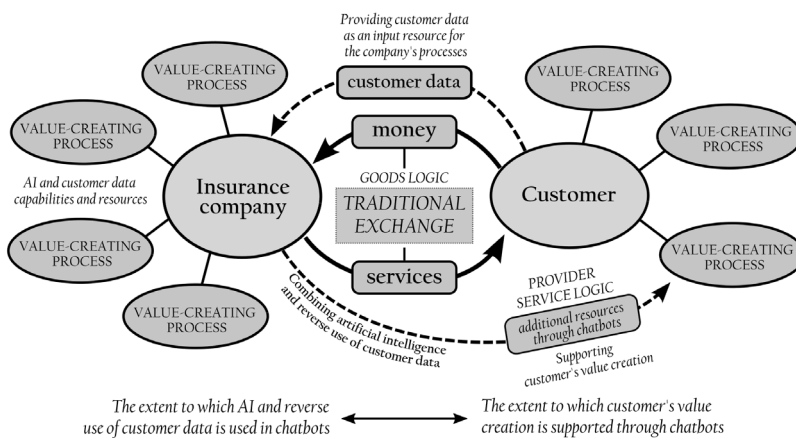 Providing customer data
as an input resource for
the company's processes
customer data
VALUE-CREATING
PROCESS
VALUE-CREATING
PROCESS
AI and customer data
capabilities and resources
VALUE-CREATING
PROCESS
VALUE-CREATING
PROCESS
Insurance
company
money
GOODS LOGIC
TRADITIONAL
EXCHANGE
services
Customer
VALUE-CREATING
PROCESS
VALUE-CREATING
PROCESS
VALUE-CREATING
PROCESS
Combining artificial intelligence
and reverse use of customer data
PROVIDER
SERVICE LOGIC
additional resources
through chatbots
Supporting
customer's value creation
The extent to which AI and reverse
use of customer data is used in chatbots
The extent to which customer's value
creation is supported through chatbots